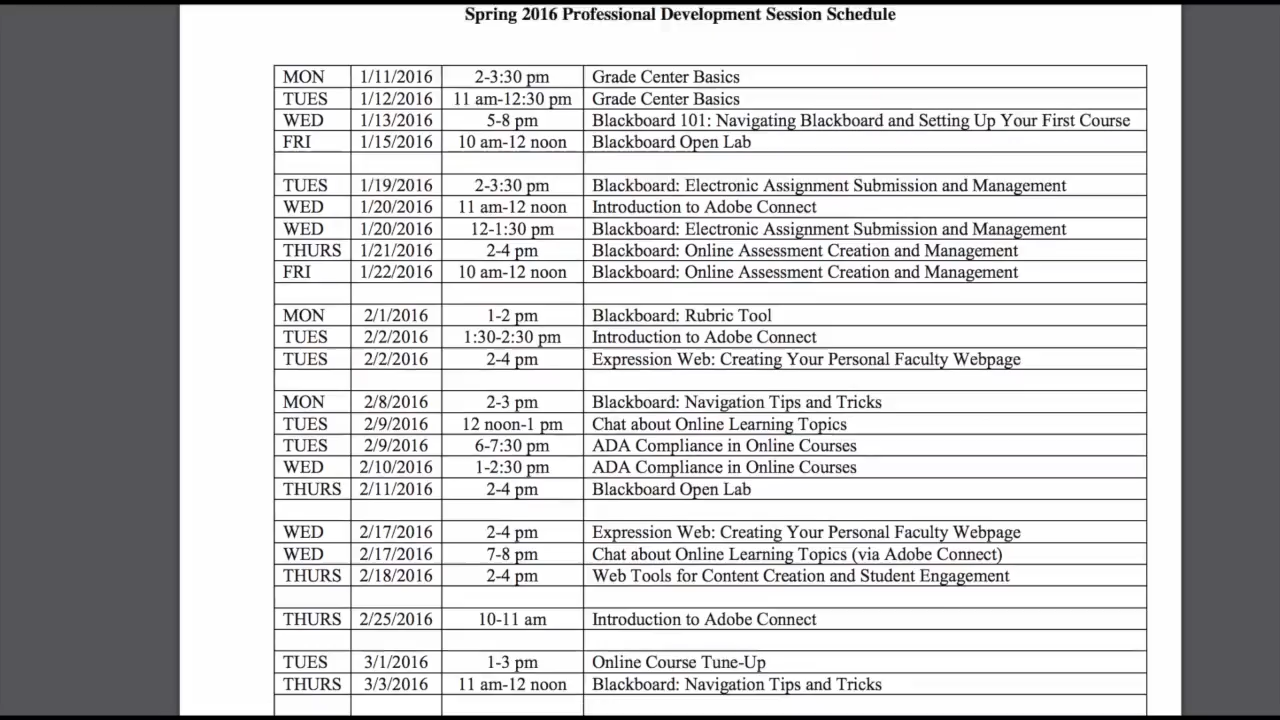 Spring 2016 Professional Development Session Schedule
MON 1/11/2016 2-3:30 pm Grade Center Basics
TUES 1/12/2016 11 am-12:30 pm Grade Center Basics
WED 1/13/2016 5-8 pm Blackboard 101: Navigating Blackboard and Setting Up Your First Course
FRI 1/15/2016 10 am-12 noon Blackboard Open Lab
TUES 1/19/2016 2-3:30 pm Blackboard: Electronic Assignment Submission and Management
WED 1/20/2016 11 am-12 noon Introduction to Adobe Connect
WED 1/20/2016 12-1:30 pm Blackboard: Electronic Assignment Submission and Management
THURS 1/21/2016 2-4 pm Blackboard: Online Assessment Creation and Management
FRI 1/22/2016 10 am-12 noon Blackboard: Online Assessment Creation and Management
MON 2/1/2016 1-2 pm Blackboard: Rubric Tool
TUES 2/2/2016 1:30-2:30 pm Introduction to Adobe Connect
TUES 2/2/2016 2-4 pm Expression Web: Creating Your Personal Faculty Webpage
MON 2/8/2016 2-3 pm Blackboard: Navigation Tips and Tricks
TUES 2/9/2016 12 noon-1 pm Chat about Online Learning Topics
TUES 2/9/2016 6-7:30 pm ADA Compliance in Online Courses
WED 2/10/2016 1-2:30 pm ADA Compliance in Online Courses
THURS 2/11/2016 2-4 pm Blackboard Open Lab
WED 2/17/2016 2-4 pm Expression Web: Creating Your Personal Faculty Webpage
WED 2/17/2016 7-8 pm Chat about Online Learning Topics (via Adobe Connect)
THURS 2/18/2016 2-4 pm Web Tools for Content Creation and Student Engagement
THURS 2/25/2016 10-11 am Introduction to Adobe Connect
TUES 3/1/2016 1-3 pm Online Course Tune-Up
THURS 3/3/2016 11 am-12 noon Blackboard: Navigation Tips and Tricks